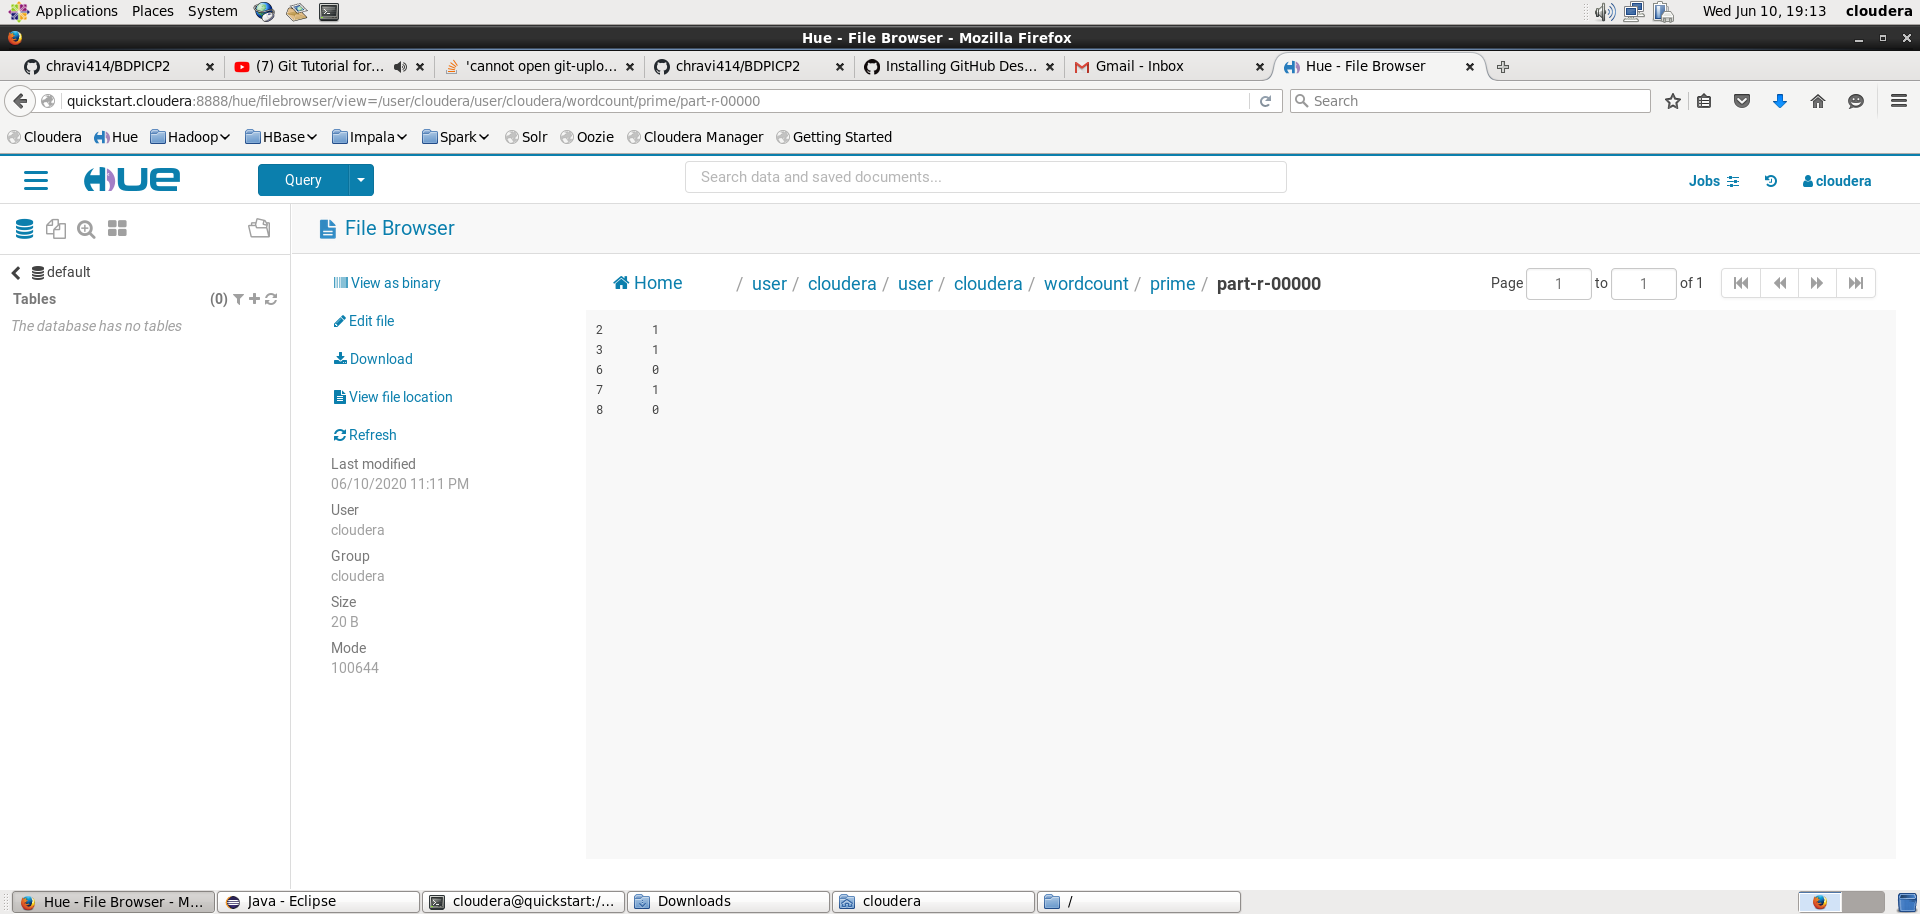 Applications Places System Wed Jun 10, 19:13 cloudera
Hue - File Browser - Mozilla Firefox
chravi414/BDPICP2 (7) Git Tutorial for... 'cannot open git-uplo... chravi414/BDPICP2 Installing GitHub Des... Gmail - Inbox Hue - File Browser
quickstart.cloudera:8888/hue/filebrowser/view=/user/cloudera/user/cloudera/wordcount/prime/part-r-00000 Search
Cloudera Hue Hadoop HBase Impala Spark Solr Oozie Cloudera Manager Getting Started
HUE Query Search data and saved documents... Jobs cloudera
File Browser
default
Tables (0)
The database has no tables
View as binary
Edit file
Download
View file location
Refresh
Last modified
06/10/2020 11:11 PM
User
cloudera
Group
cloudera
Size
20 B
Mode
100644
Home / user / cloudera / user / cloudera / wordcount / prime / part-r-00000 Page 1 to 1 of 1
2 1
3 1
6 0
7 1
8 0
Hue - File Browser - M... Java - Eclipse cloudera@quickstart:/... Downloads cloudera /